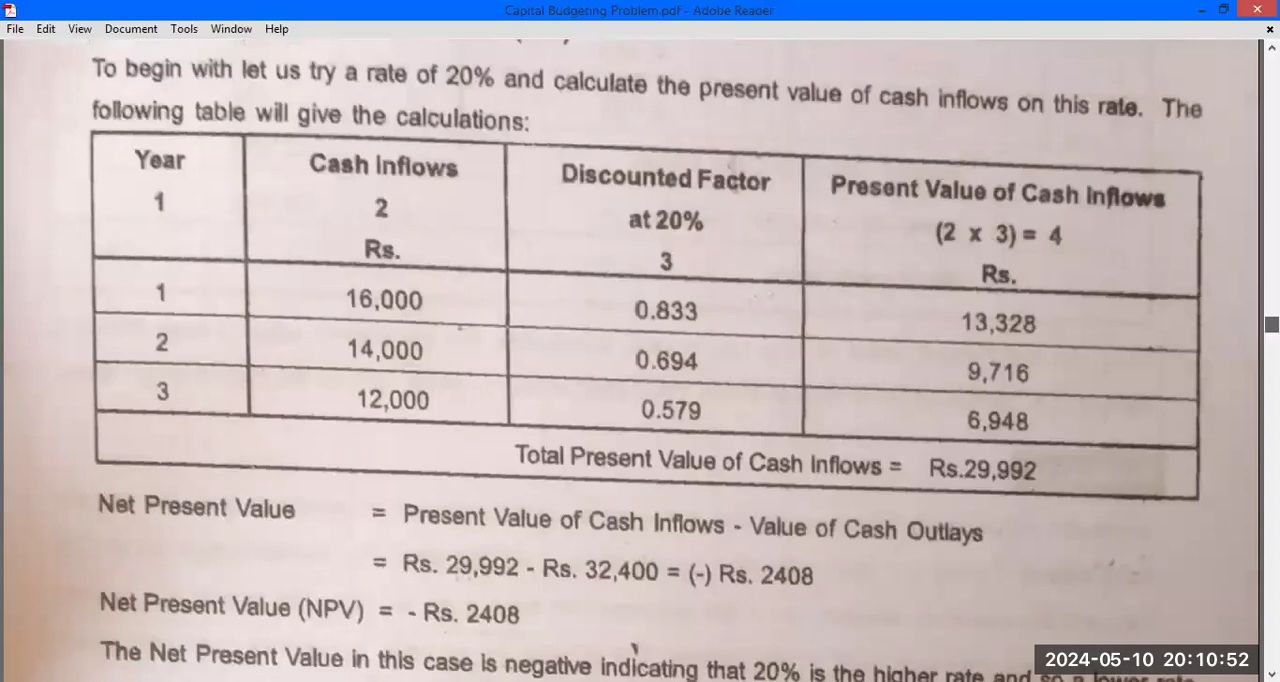 Capital Budgeting Problem.pdf - Adobe Reader
File Edit View Document Tools Window Help
To begin with let us try a rate of 20% and calculate the present value of cash inflows on this rate. The
following table will give the calculations:
Year Cash Inflows Discounted Factor Present Value of Cash Inflows
1 2 at 20% (2 x 3) = 4
Rs. 3 Rs.
1 16,000 0.833 13,328
2 14,000 0.694 9,716
3 12,000 0.579 6,948
Total Present Value of Cash Inflows = Rs.29,992
Net Present Value = Present Value of Cash Inflows - Value of Cash Outlays
= Rs. 29,992 - Rs. 32,400 = (-) Rs. 2408
Net Present Value (NPV) = - Rs. 2408
The Net Present Value in this case is negative indicating that 20% is the higher rate and so a lower rate
2024-05-10 20:10:52